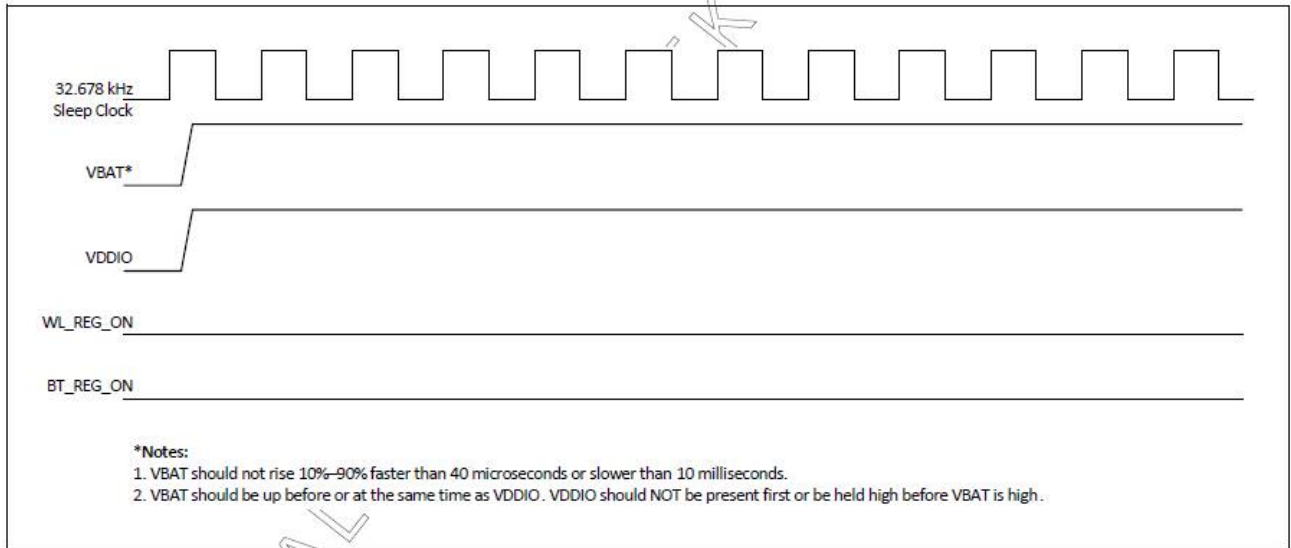 32.678 kHz
Sleep Clock
VBAT*
VDDIO
WL_REG_ON
BT_REG_ON
*Notes:
1. VBAT should not rise 10%–90% faster than 40 microseconds or slower than 10 milliseconds.
2. VBAT should be up before or at the same time as VDDIO. VDDIO should NOT be present first or be held high before VBAT is high.